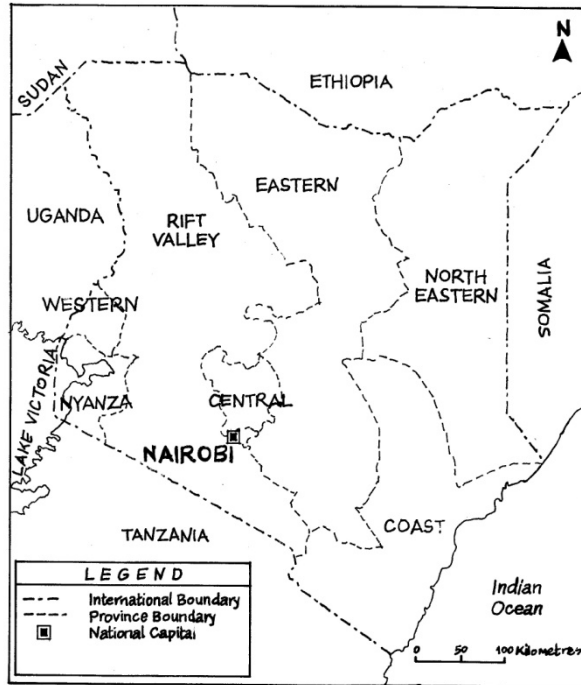 N
SUDAN
ETHIOPIA
EASTERN
UGANDA
RIFT
VALLEY
NORTH
EASTERN
SOMALIA
WESTERN
LAKE VICTORIA
NYANZA
CENTRAL
NAIROBI
TANZANIA
COAST
Indian
Ocean
LEGEND
International Boundary
Province Boundary
National Capital
0 50 100 Kilometres